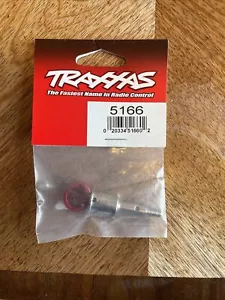 TRAXXAS
The Fastest Name in Radio Control
5166
0 20334 51660 2